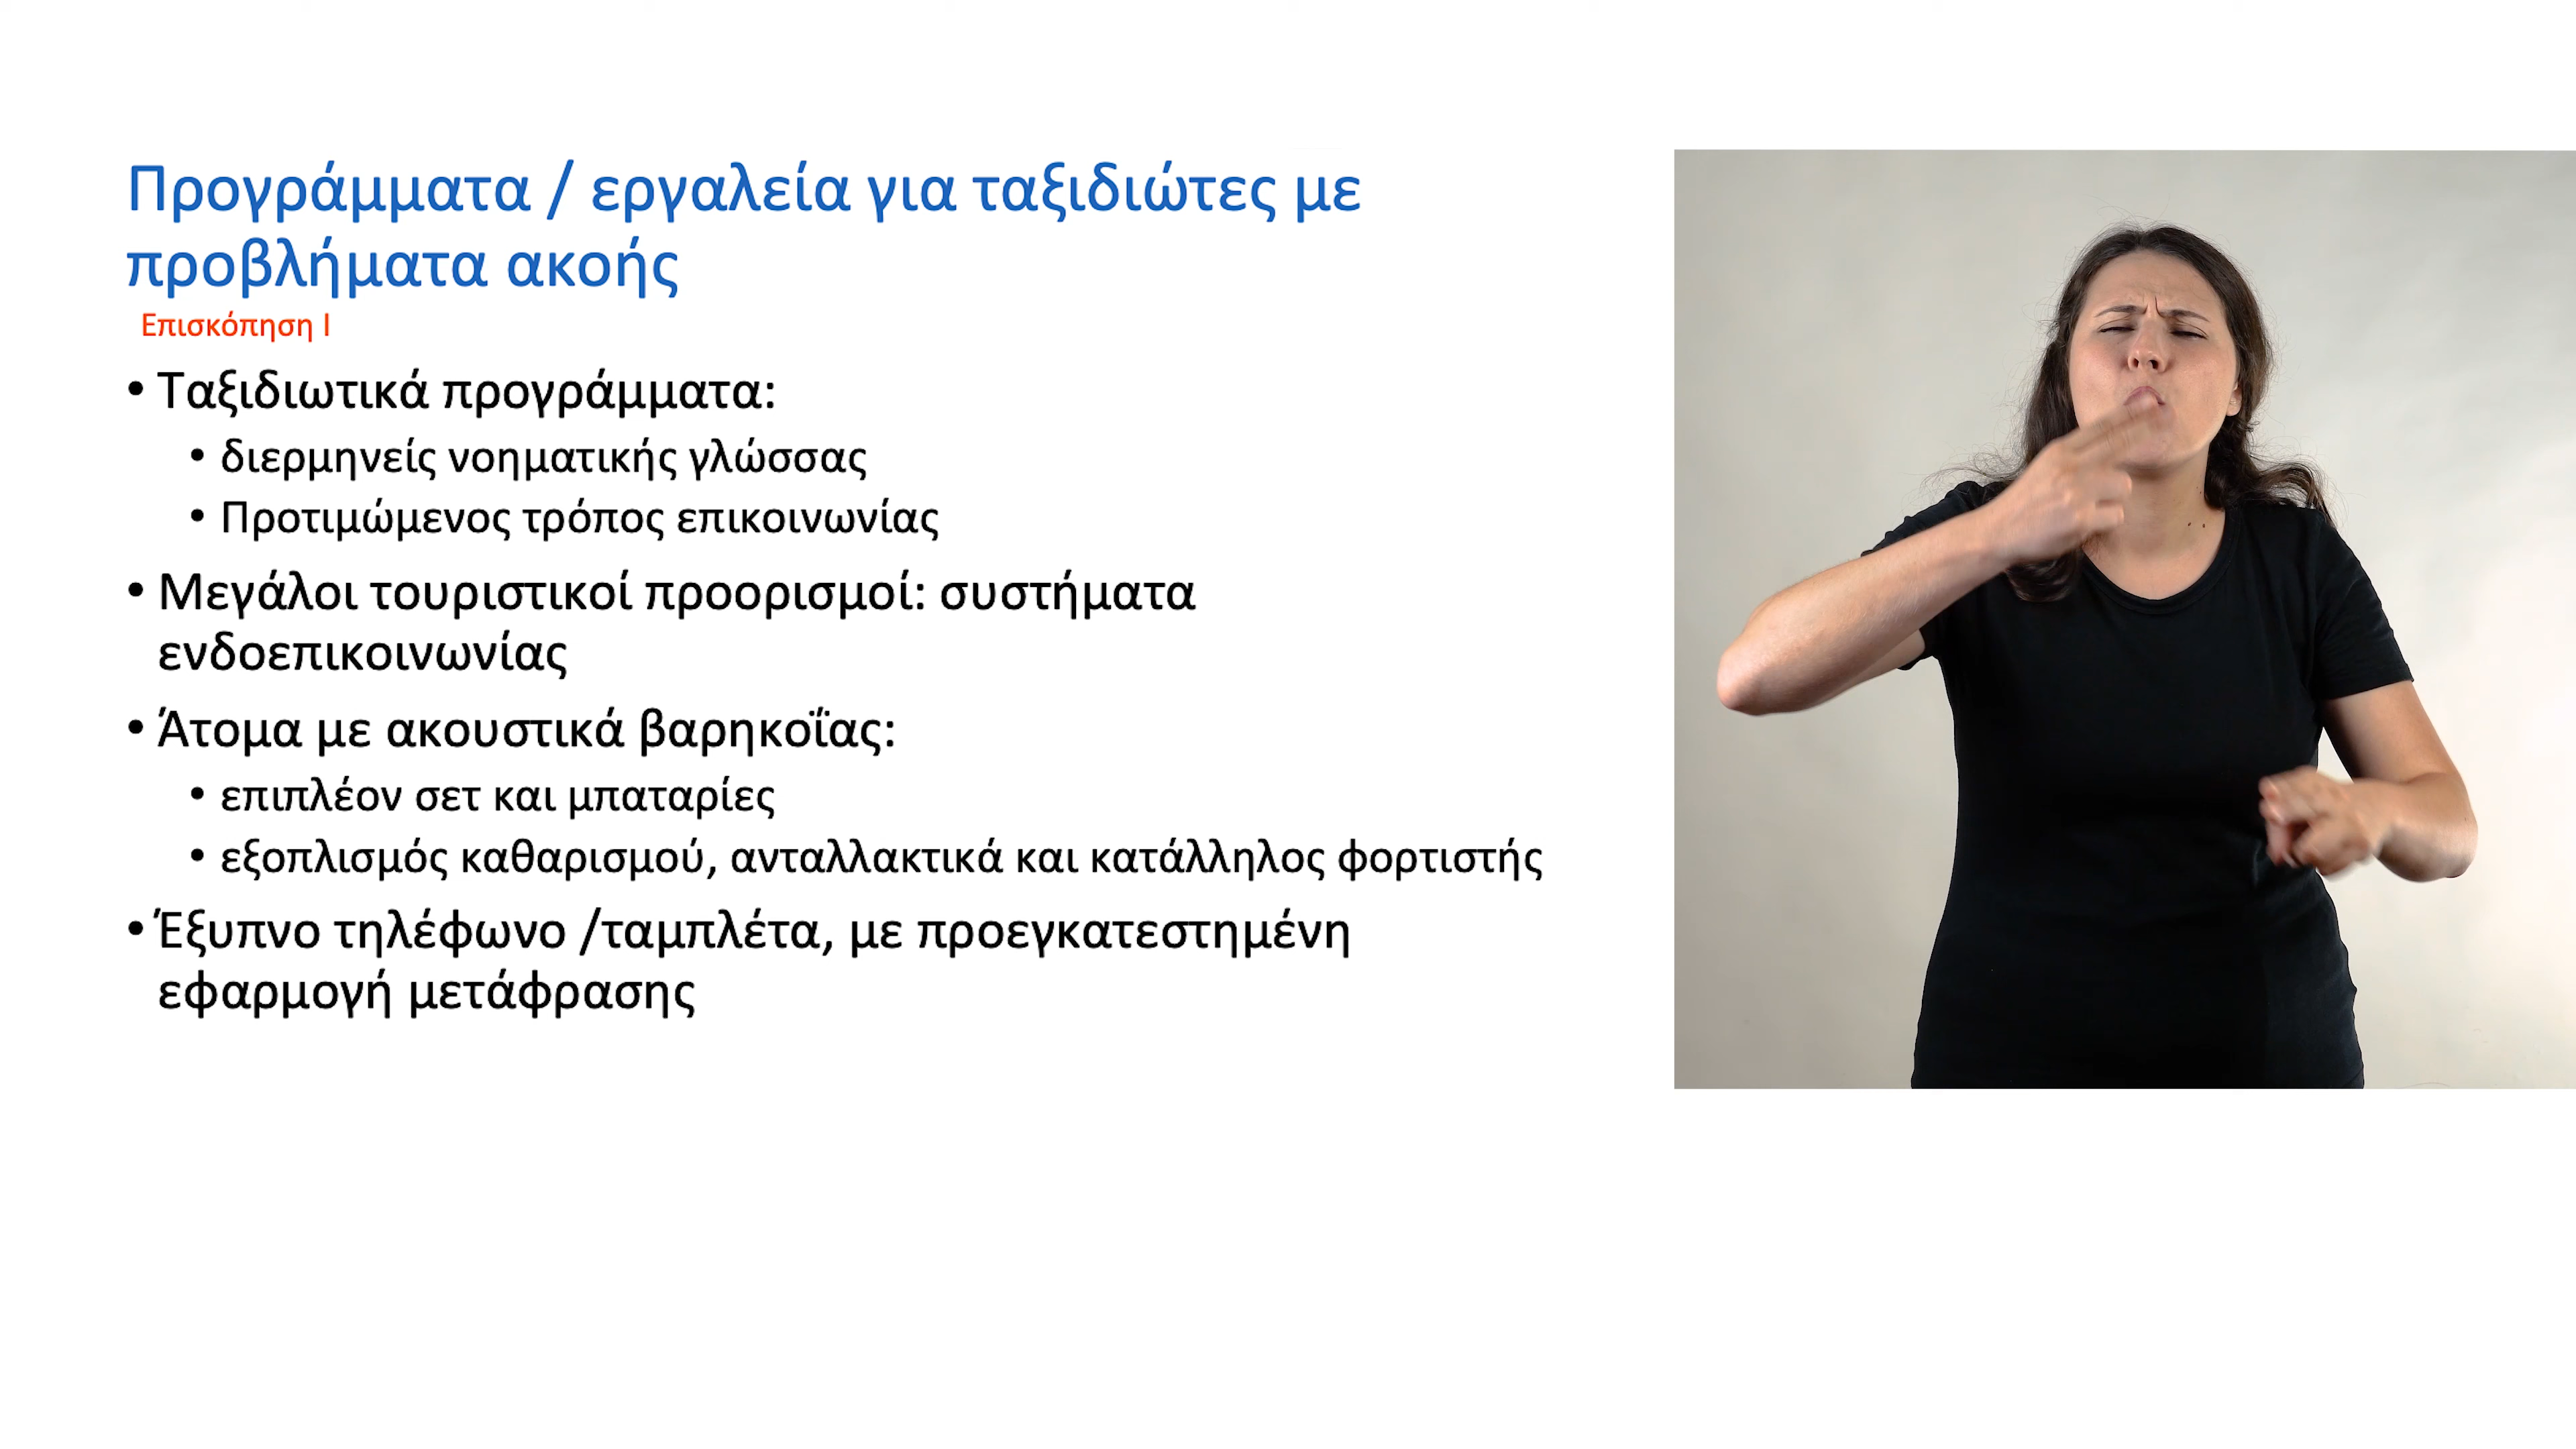 Προγράμματα / εργαλεία για ταξιδιώτες με
προβλήματα ακοής
Επισκόπηση I
• Ταξιδιωτικά προγράμματα:
• διερμηνείς νοηματικής γλώσσας
• Προτιμώμενος τρόπος επικοινωνίας
• Μεγάλοι τουριστικοί προορισμοί: συστήματα
ενδοεπικοινωνίας
• Άτομα με ακουστικά βαρηκοΐας:
• επιπλέον σετ και μπαταρίες
• εξοπλισμός καθαρισμού, ανταλλακτικά και κατάλληλος φορτιστής
• Έξυπνο τηλέφωνο /ταμπλέτα, με προεγκατεστημένη
εφαρμογή μετάφρασης